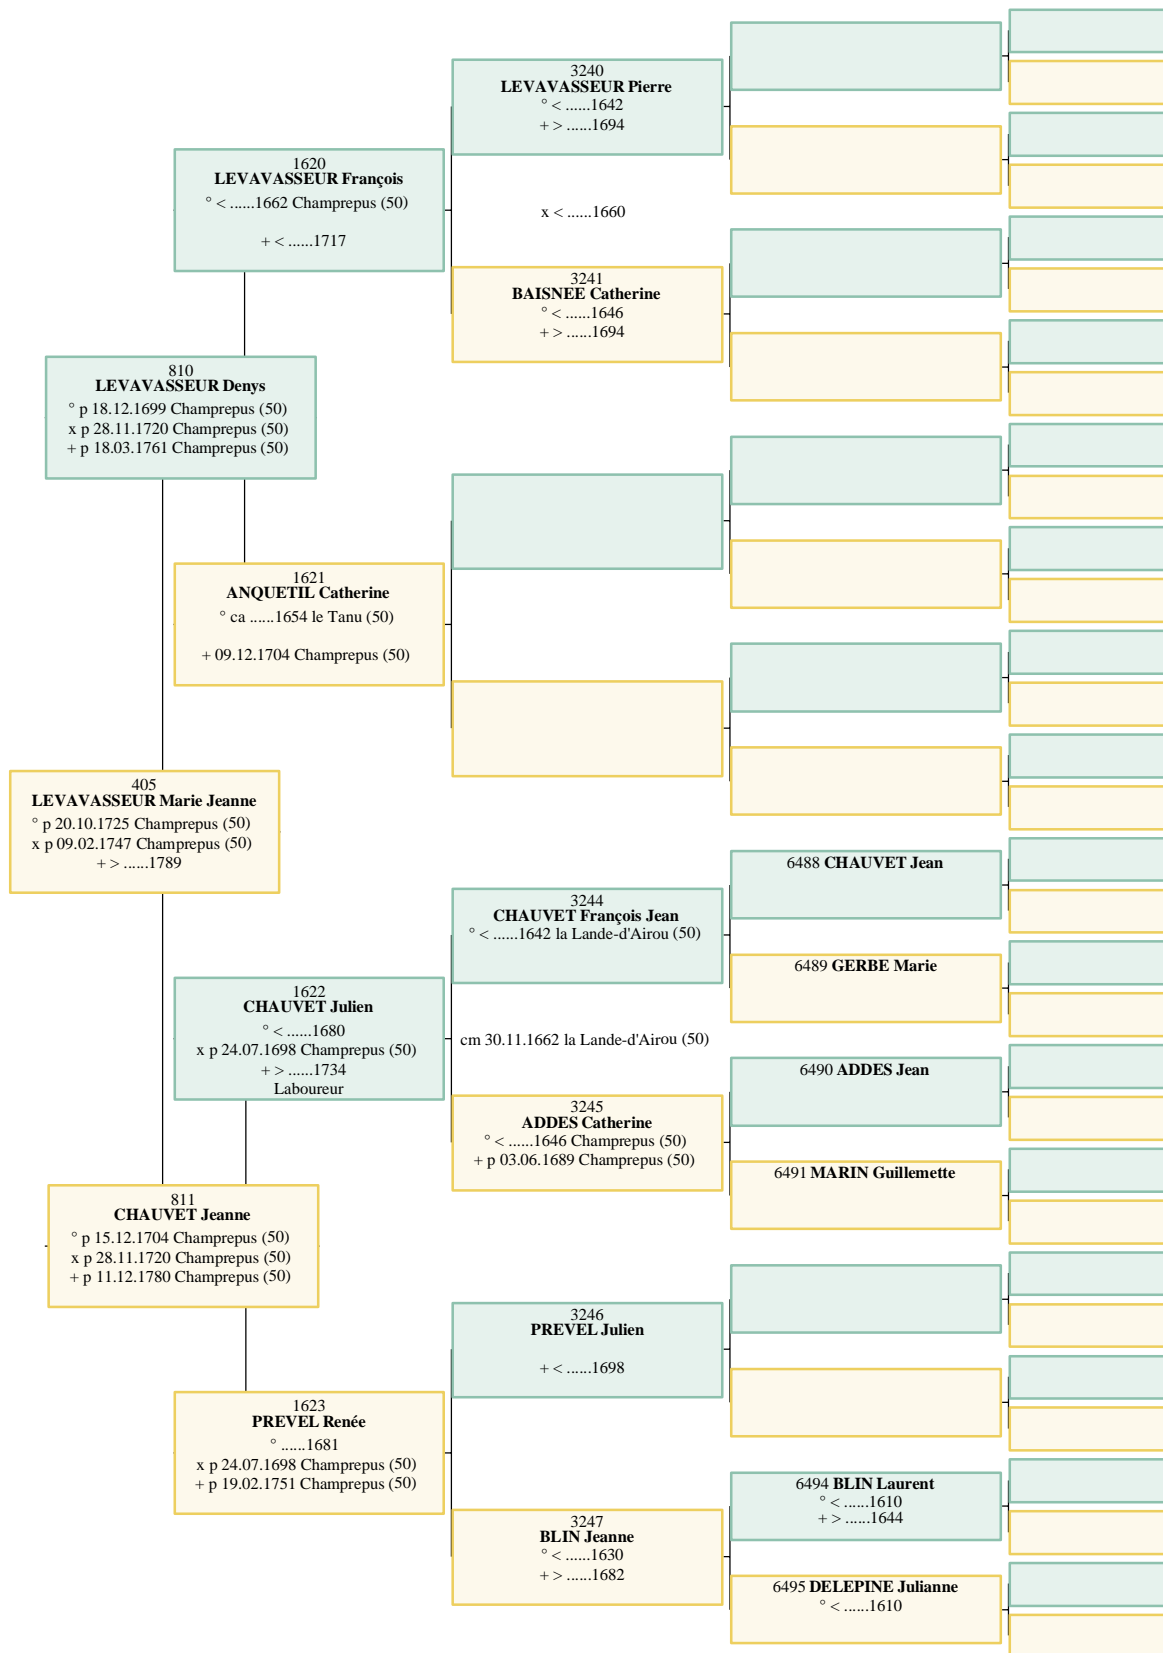 3240
LEVAVASSEUR Pierre
° < ......1642
+ > ......1694
1620
LEVAVASSEUR François
° < ......1662 Champrepus (50)
+ < ......1717
x < ......1660
3241
BAISNEE Catherine
° < ......1646
+ > ......1694
810
LEVAVASSEUR Denys
° p 18.12.1699 Champrepus (50)
x p 28.11.1720 Champrepus (50)
+ p 18.03.1761 Champrepus (50)
1621
ANQUETIL Catherine
° ca ......1654 le Tanu (50)
+ 09.12.1704 Champrepus (50)
405
LEVAVASSEUR Marie Jeanne
° p 20.10.1725 Champrepus (50)
x p 09.02.1747 Champrepus (50)
+ > ......1789
6488 CHAUVET Jean
3244
CHAUVET François Jean
° < ......1642 la Lande-d'Airou (50)
6489 GERBE Marie
1622
CHAUVET Julien
° < ......1680
x p 24.07.1698 Champrepus (50)
+ > ......1734
Laboureur
cm 30.11.1662 la Lande-d'Airou (50)
6490 ADDES Jean
3245
ADDES Catherine
° < ......1646 Champrepus (50)
+ p 03.06.1689 Champrepus (50)
6491 MARIN Guillemette
811
CHAUVET Jeanne
° p 15.12.1704 Champrepus (50)
x p 28.11.1720 Champrepus (50)
+ p 11.12.1780 Champrepus (50)
3246
PREVEL Julien
+ < ......1698
1623
PREVEL Renée
° ......1681
x p 24.07.1698 Champrepus (50)
+ p 19.02.1751 Champrepus (50)
6494 BLIN Laurent
° < ......1610
+ > ......1644
3247
BLIN Jeanne
° < ......1630
+ > ......1682
6495 DELEPINE Julianne
° < ......1610